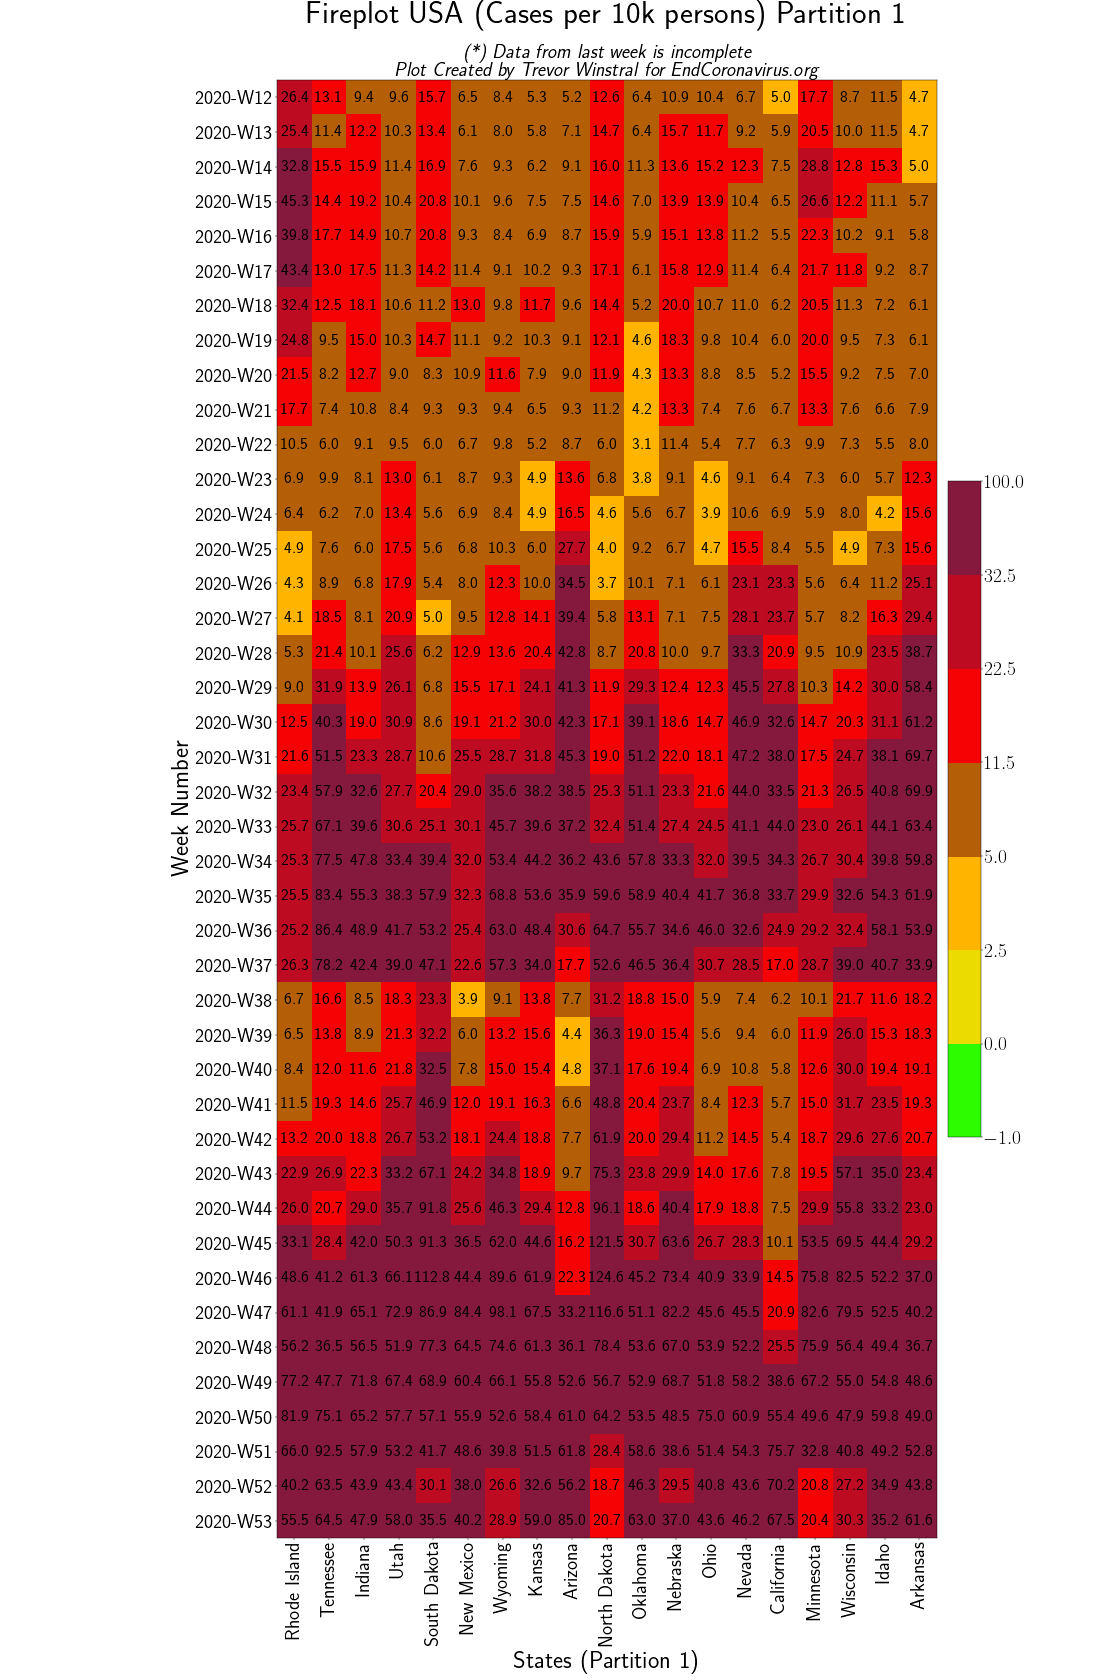 Fireplot USA (Cases per 10k persons) Partition 1
(*) Data from last week is incomplete
Plot Created by Trevor Winstral for EndCoronavirus.org
2020-W12 26.4 13.1 9.4 9.6 15.7 6.5 8.4 5.3 5.2 12.6 6.4 10.9 10.4 6.7 5.0 17.7 8.7 11.5 4.7
2020-W13 25.4 11.4 12.2 10.3 13.4 6.1 8.0 5.8 7.1 14.7 6.4 15.7 11.7 9.2 5.9 20.5 10.0 11.5 4.7
2020-W14 32.8 15.5 15.9 11.4 16.9 7.6 9.3 6.2 9.1 16.0 11.3 13.6 15.2 12.3 7.5 28.8 12.8 15.3 5.0
2020-W15 45.3 14.4 19.2 10.4 20.8 10.1 9.6 7.5 7.5 14.6 7.0 13.9 13.9 10.4 6.5 26.6 12.2 11.1 5.7
2020-W16 39.8 17.7 14.9 10.7 20.8 9.3 8.4 6.9 8.7 15.9 5.9 15.1 13.8 11.2 5.5 22.3 10.2 9.1 5.8
2020-W17 43.4 13.0 17.5 11.3 14.2 11.4 9.1 10.2 9.3 17.1 6.1 15.8 12.9 11.4 6.4 21.7 11.8 9.2 8.7
2020-W18 32.4 12.5 18.1 10.6 11.2 13.0 9.8 11.7 9.6 14.4 5.2 20.0 10.7 11.0 6.2 20.5 11.3 7.2 6.1
2020-W19 24.8 9.5 15.0 10.3 14.7 11.1 9.2 10.3 9.1 12.1 4.6 18.3 9.8 10.4 6.0 20.0 9.5 7.3 6.1
2020-W20 21.5 8.2 12.7 9.0 8.3 10.9 11.6 7.9 9.0 11.9 4.3 13.3 8.8 8.5 5.2 15.5 9.2 7.5 7.0
2020-W21 17.7 7.4 10.8 8.4 9.3 9.3 9.4 6.5 9.3 11.2 4.2 13.3 7.4 7.6 6.7 13.3 7.6 6.6 7.9
2020-W22 10.5 6.0 9.1 9.5 6.0 6.7 9.8 5.2 8.7 6.0 3.1 11.4 5.4 7.7 6.3 9.9 7.3 5.5 8.0
2020-W23 6.9 9.9 8.1 13.0 6.1 8.7 9.3 4.9 13.6 6.8 3.8 9.1 4.6 9.1 6.4 7.3 6.0 5.7 12.3
2020-W24 6.4 6.2 7.0 13.4 5.6 6.9 8.4 4.9 16.5 4.6 5.6 6.7 3.9 10.6 6.9 5.9 8.0 4.2 15.6
2020-W25 4.9 7.6 6.0 17.5 5.6 6.8 10.3 6.0 27.7 4.0 9.2 6.7 4.7 15.5 8.4 5.5 4.9 7.3 15.6
2020-W26 4.3 8.9 6.8 17.9 5.4 8.0 12.3 10.0 34.5 3.7 10.1 7.1 6.1 23.1 23.3 5.6 6.4 11.2 25.1
2020-W27 4.1 18.5 8.1 20.9 5.0 9.5 12.8 14.1 39.4 5.8 13.1 7.1 7.5 28.1 23.7 5.7 8.2 16.3 29.4
2020-W28 5.3 21.4 10.1 25.6 6.2 12.9 13.6 20.4 42.8 8.7 20.8 10.0 9.7 33.3 20.9 9.5 10.9 23.5 38.7
2020-W29 9.0 31.9 13.9 26.1 6.8 15.5 17.1 24.1 41.3 11.9 29.3 12.4 12.3 45.5 27.8 10.3 14.2 30.0 58.4
2020-W30 12.5 40.3 19.0 30.9 8.6 19.1 21.2 30.0 42.3 17.1 39.1 18.6 14.7 46.9 32.6 14.7 20.3 31.1 61.2
2020-W31 21.6 51.5 23.3 28.7 10.6 25.5 28.7 31.8 45.3 19.0 51.2 22.0 18.1 47.2 38.0 17.5 24.7 38.1 69.7
2020-W32 23.4 57.9 32.6 27.7 20.4 29.0 35.6 38.2 38.5 25.3 51.1 23.3 21.6 44.0 33.5 21.3 26.5 40.8 69.9
2020-W33 25.7 67.1 39.6 30.6 25.1 30.1 45.7 39.6 37.2 32.4 51.4 27.4 24.5 41.1 44.0 23.0 26.1 44.1 63.4
2020-W34 25.3 77.5 47.8 33.4 39.4 32.0 53.4 44.2 36.2 43.6 57.8 33.3 32.0 39.5 34.3 26.7 30.4 39.8 59.8
2020-W35 25.5 83.4 55.3 38.3 57.9 32.3 68.8 53.6 35.9 59.6 58.9 40.4 41.7 36.8 33.7 29.9 32.6 54.3 61.9
2020-W36 25.2 86.4 48.9 41.7 53.2 25.4 63.0 48.4 30.6 64.7 55.7 34.6 46.0 32.6 24.9 29.2 32.4 58.1 53.9
2020-W37 26.3 78.2 42.4 39.0 47.1 22.6 57.3 34.0 17.7 52.6 46.5 36.4 30.7 28.5 17.0 28.7 39.0 40.7 33.9
2020-W38 6.7 16.6 8.5 18.3 23.3 3.9 9.1 13.8 7.7 31.2 18.8 15.0 5.9 7.4 6.2 10.1 21.7 11.6 18.2
2020-W39 6.5 13.8 8.9 21.3 32.2 6.0 13.2 15.6 4.4 36.3 19.0 15.4 5.6 9.4 6.0 11.9 26.0 15.3 18.3
2020-W40 8.4 12.0 11.6 21.8 32.5 7.8 15.0 15.4 4.8 37.1 17.6 19.4 6.9 10.8 5.8 12.6 30.0 19.4 19.1
2020-W41 11.5 19.3 14.6 25.7 46.9 12.0 19.1 16.3 6.6 48.8 20.4 23.7 8.4 12.3 5.7 15.0 31.7 23.5 19.3
2020-W42 13.2 20.0 18.8 26.7 53.2 18.1 24.4 18.8 7.7 61.9 20.0 29.4 11.2 14.5 5.4 18.7 29.6 27.6 20.7
2020-W43 22.9 26.9 22.3 33.2 67.1 24.2 34.8 18.9 9.7 75.3 23.8 29.9 14.0 17.6 7.8 19.5 57.1 35.0 23.4
2020-W44 26.0 20.7 29.0 35.7 91.8 25.6 46.3 29.4 12.8 96.1 18.6 40.4 17.9 18.8 7.5 29.9 55.8 33.2 23.0
2020-W45 33.1 28.4 42.0 50.3 91.3 36.5 62.0 44.6 16.2 121.5 30.7 63.6 26.7 28.3 10.1 53.5 69.5 44.4 29.2
2020-W46 48.6 41.2 61.3 66.1 112.8 44.4 89.6 61.9 22.3 124.6 45.2 73.4 40.9 33.9 14.5 75.8 82.5 52.2 37.0
2020-W47 61.1 41.9 65.1 72.9 86.9 84.4 98.1 67.5 33.2 116.6 51.1 82.2 45.6 45.5 20.9 82.6 79.5 52.5 40.2
2020-W48 56.2 36.5 56.5 51.9 77.3 64.5 74.6 61.3 36.1 78.4 53.6 67.0 53.9 52.2 25.5 75.9 56.4 49.4 36.7
2020-W49 77.2 47.7 71.8 67.4 68.9 60.4 66.1 55.8 52.6 56.7 52.9 68.7 51.8 58.2 38.6 67.2 55.0 54.8 48.6
2020-W50 81.9 75.1 65.2 57.7 57.1 55.9 52.6 58.4 61.0 64.2 53.5 48.5 75.0 60.9 55.4 49.6 47.9 59.8 49.0
2020-W51 66.0 92.5 57.9 53.2 41.7 48.6 39.8 51.5 61.8 28.4 58.6 38.6 51.4 54.3 75.7 32.8 40.8 49.2 52.8
2020-W52 40.2 63.5 43.9 43.4 30.1 38.0 26.6 32.6 56.2 18.7 46.3 29.5 40.8 43.6 70.2 20.8 27.2 34.9 43.8
2020-W53 55.5 64.5 47.9 58.0 35.5 40.2 28.9 59.0 85.0 20.7 63.0 37.0 43.6 46.2 67.5 20.4 30.3 35.2 61.6
Week Number
Rhode Island Tennessee Indiana Utah South Dakota New Mexico Wyoming Kansas Arizona North Dakota Oklahoma Nebraska Ohio Nevada California Minnesota Wisconsin Idaho Arkansas
States (Partition 1)
100.0
32.5
22.5
11.5
5.0
2.5
0.0
−1.0